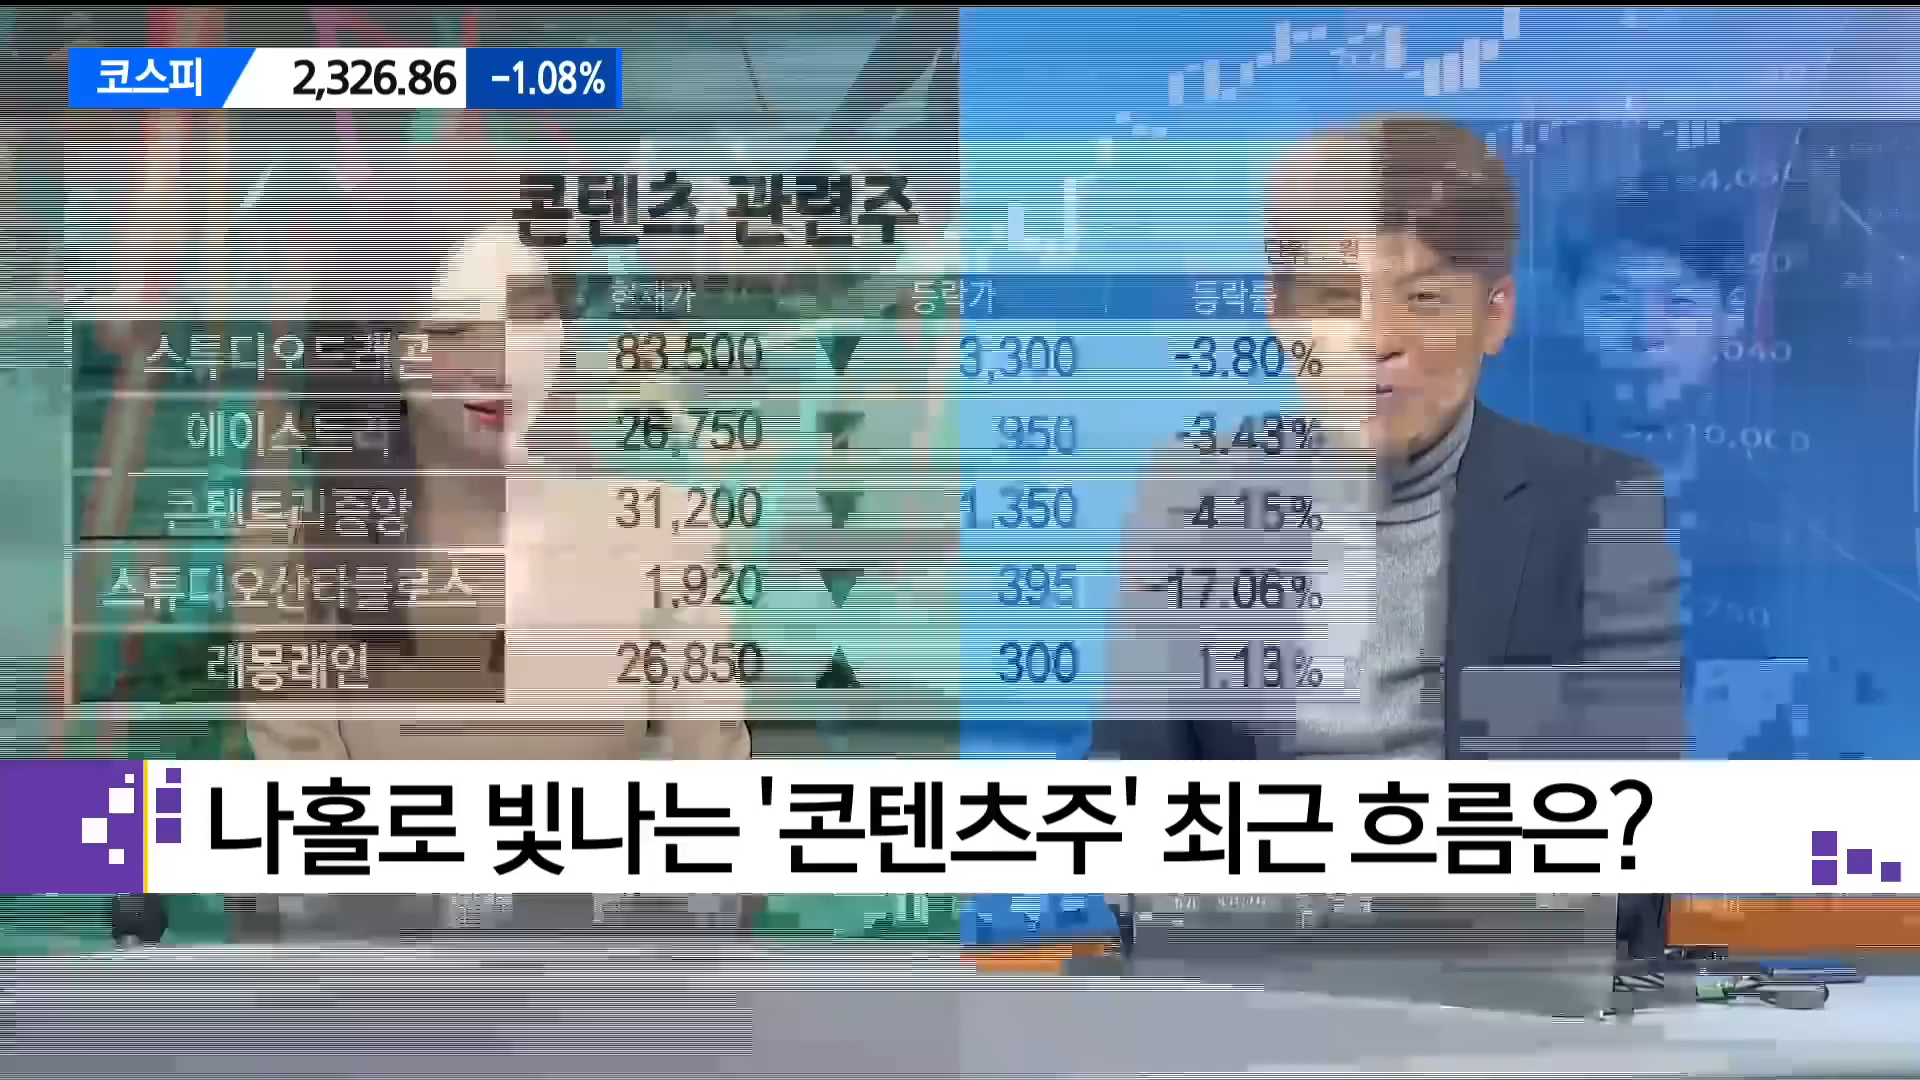 코스피 2,326.86 -1.08%
콘텐츠 관련주
단위 : 원
현재가 등락가 등락률
스튜디오드래곤 83,500 ▼ 3,300 -3.80%
에이스토리 26,750 ▼ 950 -3.43%
콘텐트리중앙 31,200 ▼ 1,350 -4.15%
스튜디오산타클로스 1,920 ▼ 395 -17.06%
래몽래인 26,850 ▲ 300 1.13%
나홀로 빛나는 '콘텐츠주' 최근 흐름은?